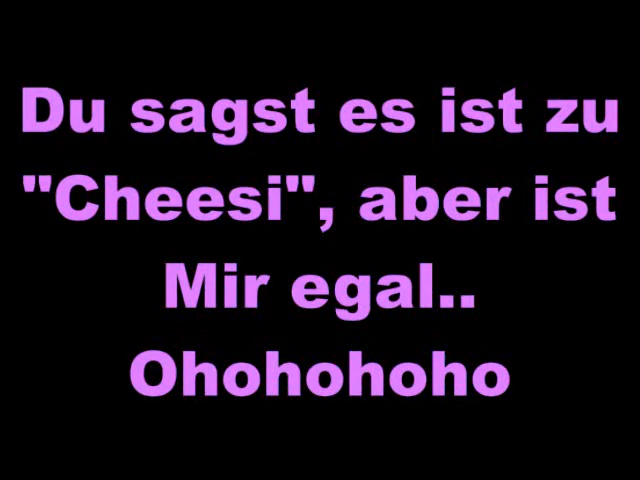 Du sagst es ist zu
"Cheesi", aber ist
Mir egal..
Ohohohoho